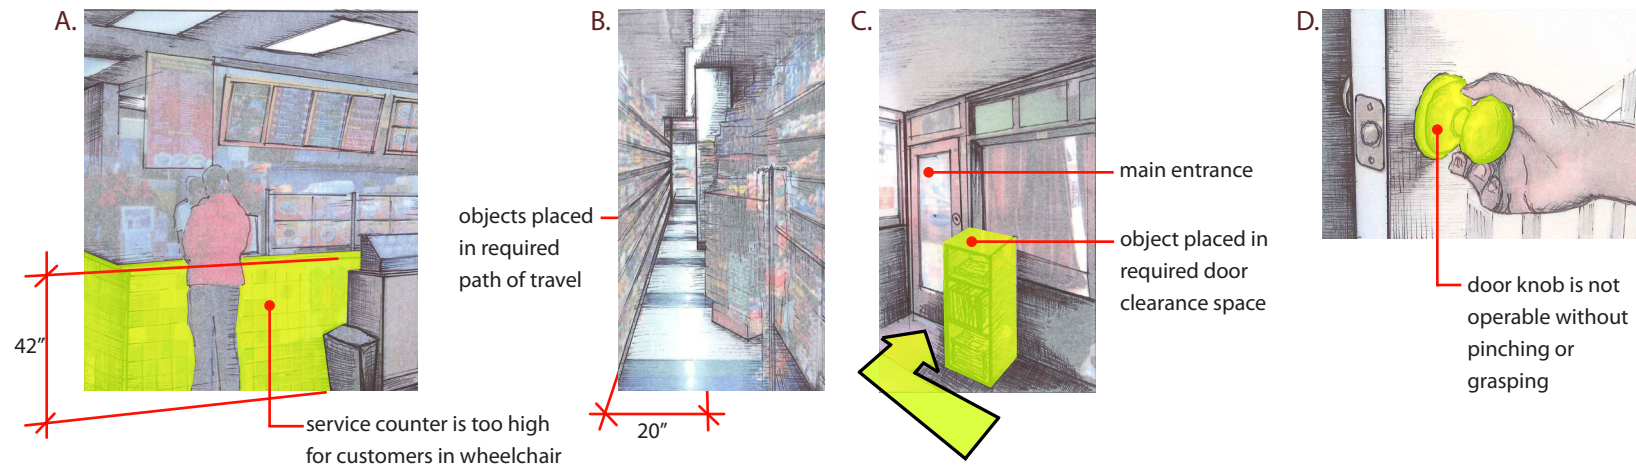 A.
42”
service counter is too high
for customers in wheelchair
B.
objects placed
in required
path of travel
20”
C.
main entrance
object placed in
required door
clearance space
D.
door knob is not
operable without
pinching or
grasping